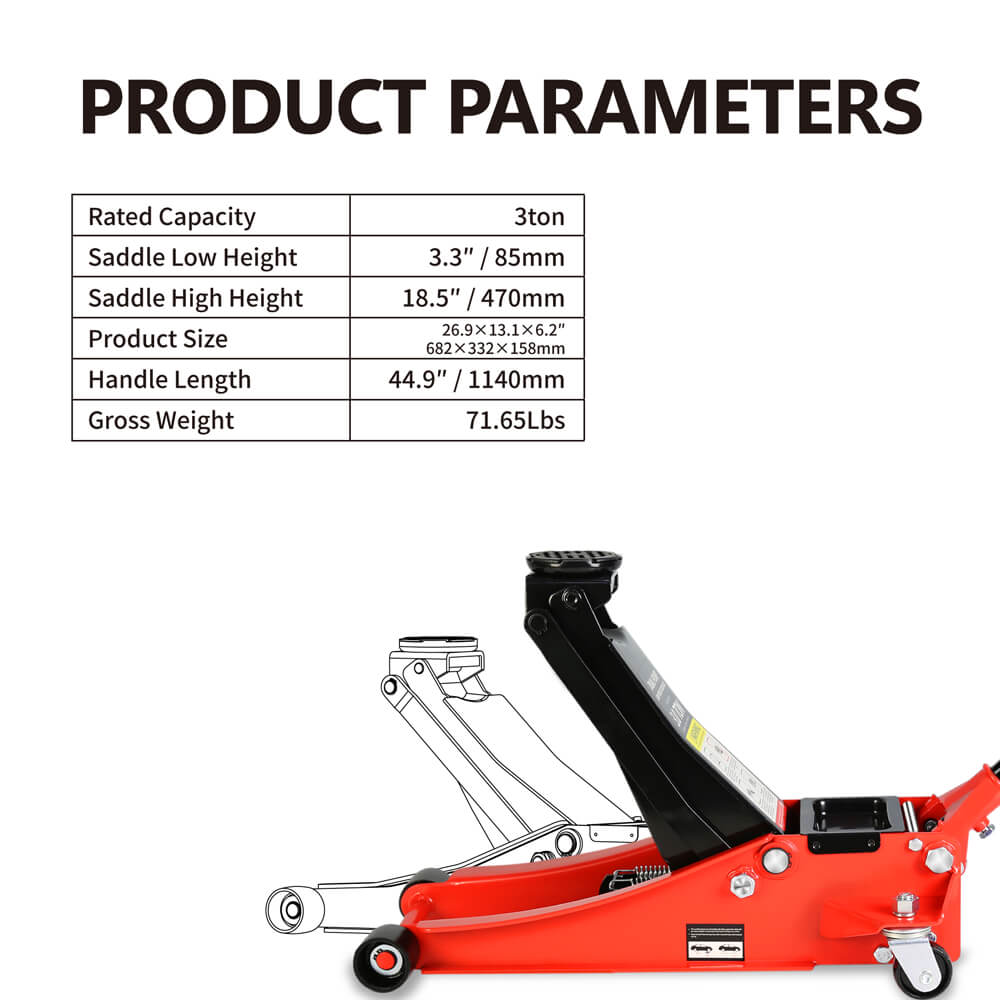 PRODUCT PARAMETERS
Rated Capacity 3ton
Saddle Low Height 3.3″ / 85mm
Saddle High Height 18.5″ / 470mm
Product Size 26.9×13.1×6.2″
682×332×158mm
Handle Length 44.9″ / 1140mm
Gross Weight 71.65Lbs